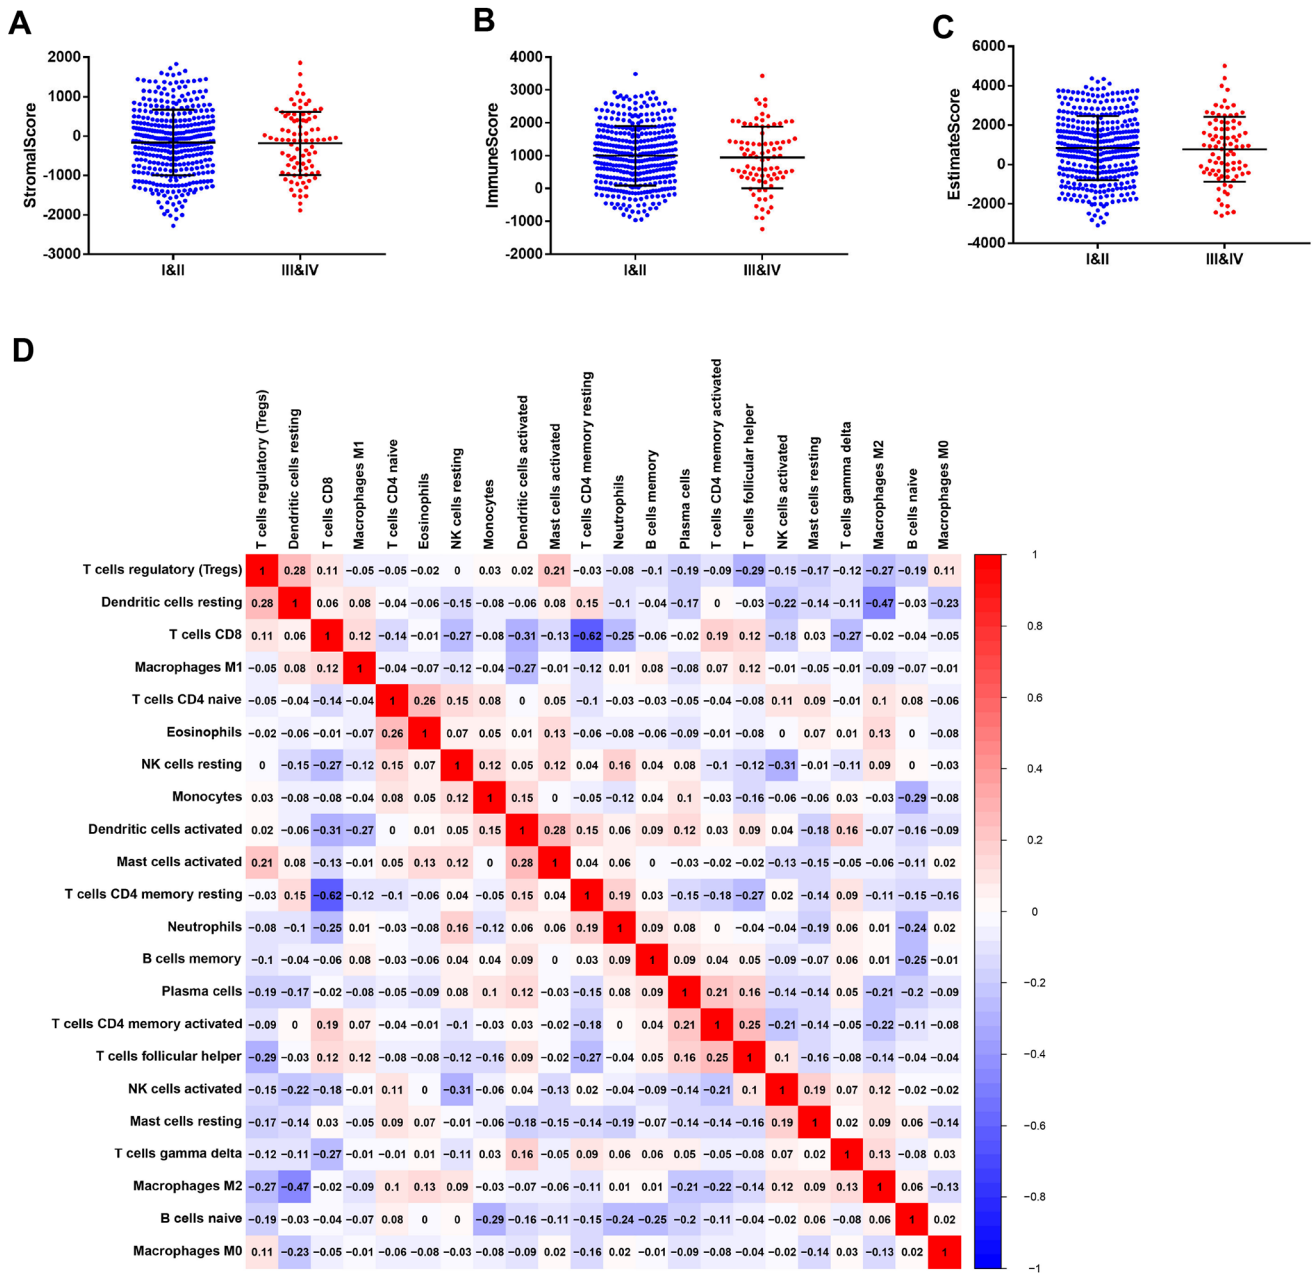 A
B
C
2000
1000
0
-1000
-2000
-3000
StromalScore
I&II
III&IV
4000
3000
2000
1000
0
-1000
-2000
ImmuneScore
I&II
III&IV
6000
4000
2000
0
-2000
-4000
EstimateScore
I&II
III&IV
D
T cells regulatory (Tregs)
Dendritic cells resting
T cells CD8
Macrophages M1
T cells CD4 naive
Eosinophils
NK cells resting
Monocytes
Dendritic cells activated
Mast cells activated
T cells CD4 memory resting
Neutrophils
B cells memory
Plasma cells
T cells CD4 memory activated
T cells follicular helper
NK cells activated
Mast cells resting
T cells gamma delta
Macrophages M2
B cells naive
Macrophages M0
T cells regulatory (Tregs) 1 0.28 0.11 −0.05 −0.05 −0.02 0 0.03 0.02 0.21 −0.03 −0.08 −0.1 −0.19 −0.09 −0.29 −0.15 −0.17 −0.12 −0.27 −0.19 0.11
Dendritic cells resting 0.28 1 0.06 0.08 −0.04 −0.06 −0.15 −0.08 −0.06 0.08 0.15 −0.1 −0.04 −0.17 0 −0.03 −0.22 −0.14 −0.11 −0.47 −0.03 −0.23
T cells CD8 0.11 0.06 1 0.12 −0.14 −0.01 −0.27 −0.08 −0.31 −0.13 −0.62 −0.25 −0.06 −0.02 0.19 0.12 −0.18 0.03 −0.27 −0.02 −0.04 −0.05
Macrophages M1 −0.05 0.08 0.12 1 −0.04 −0.07 −0.12 −0.04 −0.27 −0.01 −0.12 0.01 0.08 −0.08 0.07 0.12 −0.01 −0.05 −0.01 −0.09 −0.07 −0.01
T cells CD4 naive −0.05 −0.04 −0.14 −0.04 1 0.26 0.15 0.08 0 0.05 −0.1 −0.03 −0.03 −0.05 −0.04 −0.08 0.11 0.09 −0.01 0.1 0.08 −0.06
Eosinophils −0.02 −0.06 −0.01 −0.07 0.26 1 0.07 0.05 0.01 0.13 −0.06 −0.08 −0.06 −0.09 −0.01 −0.08 0 0.07 0.01 0.13 0 −0.08
NK cells resting 0 −0.15 −0.27 −0.12 0.15 0.07 1 0.12 0.05 0.12 0.04 0.16 0.04 0.08 −0.1 −0.12 −0.31 −0.01 −0.11 0.09 0 −0.03
Monocytes 0.03 −0.08 −0.08 −0.04 0.08 0.05 0.12 1 0.15 0 −0.05 −0.12 0.04 0.1 −0.03 −0.16 −0.06 −0.06 0.03 −0.03 −0.29 −0.08
Dendritic cells activated 0.02 −0.06 −0.31 −0.27 0 0.01 0.05 0.15 1 0.28 0.15 0.06 0.09 0.12 0.03 0.09 0.04 −0.18 0.16 −0.07 −0.16 −0.09
Mast cells activated 0.21 0.08 −0.13 −0.01 0.05 0.13 0.12 0 0.28 1 0.04 0.06 0 −0.03 −0.02 −0.02 −0.13 −0.15 −0.05 −0.06 −0.11 0.02
T cells CD4 memory resting −0.03 0.15 −0.62 −0.12 −0.1 −0.06 0.04 −0.05 0.15 0.04 1 0.19 0.03 −0.15 −0.18 −0.27 0.02 −0.14 0.09 −0.11 −0.15 −0.16
Neutrophils −0.08 −0.1 −0.25 0.01 −0.03 −0.08 0.16 −0.12 0.06 0.06 0.19 1 0.09 0.08 0 −0.04 −0.04 −0.19 0.06 0.01 −0.24 0.02
B cells memory −0.1 −0.04 −0.06 0.08 −0.03 −0.06 0.04 0.04 0.09 0 0.03 0.09 1 0.09 0.04 0.05 −0.09 −0.07 0.06 0.01 −0.25 −0.01
Plasma cells −0.19 −0.17 −0.02 −0.08 −0.05 −0.09 0.08 0.1 0.12 −0.03 −0.15 0.08 0.09 1 0.21 0.16 −0.14 −0.14 0.05 −0.21 −0.2 −0.09
T cells CD4 memory activated −0.09 0 0.19 0.07 −0.04 −0.01 −0.1 −0.03 0.03 −0.02 −0.18 0 0.04 0.21 1 0.25 −0.21 −0.14 −0.05 −0.22 −0.11 −0.08
T cells follicular helper −0.29 −0.03 0.12 0.12 −0.08 −0.08 −0.12 −0.16 0.09 −0.02 −0.27 −0.04 0.05 0.16 0.25 1 0.1 −0.16 −0.08 −0.14 −0.04 −0.04
NK cells activated −0.15 −0.22 −0.18 −0.01 0.11 0 −0.31 −0.06 0.04 −0.13 0.02 −0.04 −0.09 −0.14 −0.21 0.1 1 0.19 0.07 0.12 −0.02 −0.02
Mast cells resting −0.17 −0.14 0.03 −0.05 0.09 0.07 −0.01 −0.06 −0.18 −0.15 −0.14 −0.19 −0.07 −0.14 −0.14 −0.16 0.19 1 0.02 0.09 0.06 −0.14
T cells gamma delta −0.12 −0.11 −0.27 −0.01 −0.01 0.01 −0.11 0.03 0.16 −0.05 0.09 0.06 0.06 0.05 −0.05 −0.08 0.07 0.02 1 0.13 −0.08 0.03
Macrophages M2 −0.27 −0.47 −0.02 −0.09 0.1 0.13 0.09 −0.03 −0.07 −0.06 −0.11 0.01 0.01 −0.21 −0.22 −0.14 0.12 0.09 0.13 1 0.06 −0.13
B cells naive −0.19 −0.03 −0.04 −0.07 0.08 0 0 −0.29 −0.16 −0.11 −0.15 −0.24 −0.25 −0.2 −0.11 −0.04 −0.02 0.06 −0.08 0.06 1 0.02
Macrophages M0 0.11 −0.23 −0.05 −0.01 −0.06 −0.08 −0.03 −0.08 −0.09 0.02 −0.16 0.02 −0.01 −0.09 −0.08 −0.04 −0.02 −0.14 0.03 −0.13 0.02 1
1
0.8
0.6
0.4
0.2
0
−0.2
−0.4
−0.6
−0.8
−1